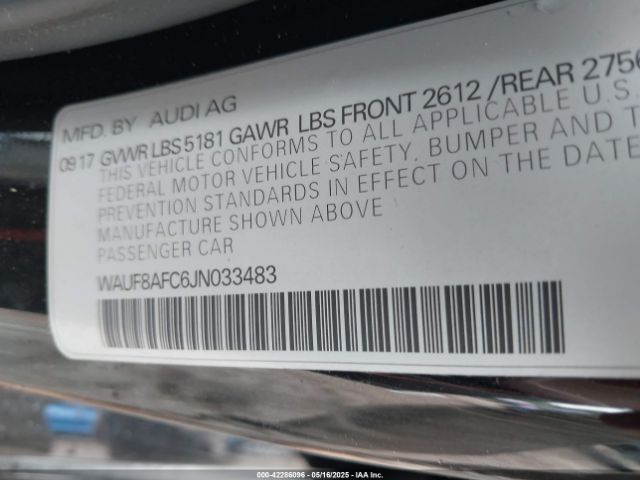 MFD. BY AUDI AG
09 17 GVWR LBS 5181 GAWR LBS FRONT 2612 /REAR 2756
THIS VEHICLE CONFORMS TO ALL APPLICABLE U.S.
FEDERAL MOTOR VEHICLE SAFETY, BUMPER AND T
PREVENTION STANDARDS IN EFFECT ON THE DATE
MANUFACTURE SHOWN ABOVE
PASSENGER CAR
WAUF8AFC6JN033483
000-42286096 - 05/16/2025 - IAA Inc.